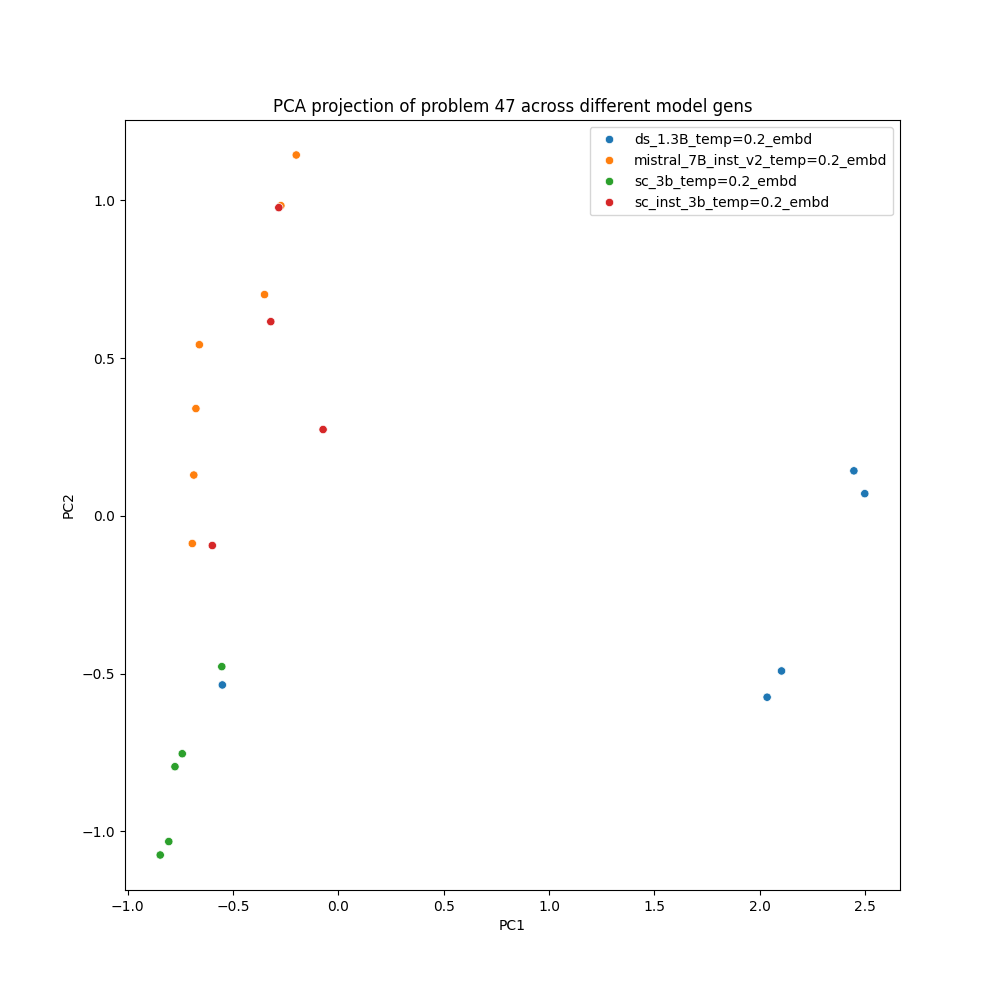 PCA projection of problem 47 across different model gens
ds_1.3B_temp=0.2_embd
mistral_7B_inst_v2_temp=0.2_embd
sc_3b_temp=0.2_embd
sc_inst_3b_temp=0.2_embd
1.0
0.5
0.0
−0.5
−1.0
PC2
−1.0 −0.5 0.0 0.5 1.0 1.5 2.0 2.5
PC1